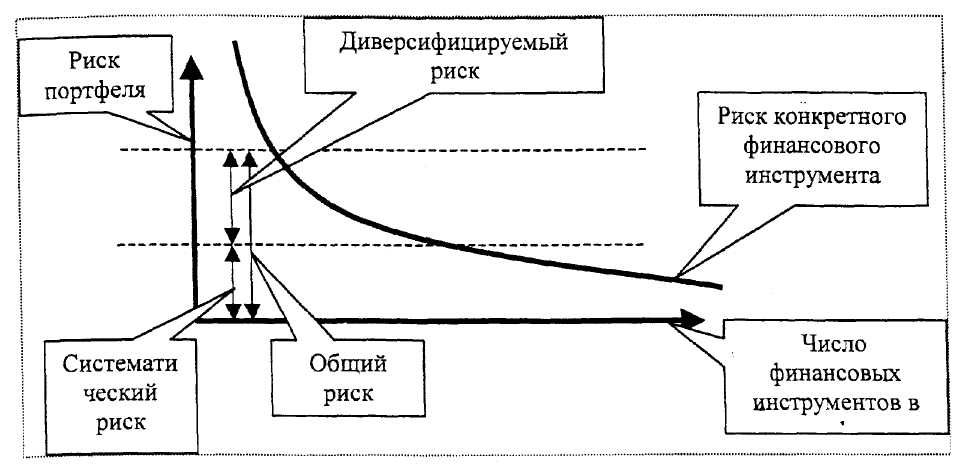 Риск
портфеля
Диверсифицируемый
риск
Риск конкретного
финансового
инструмента
Системати
ческий
риск
Общий
риск
Число
финансовых
инструментов в